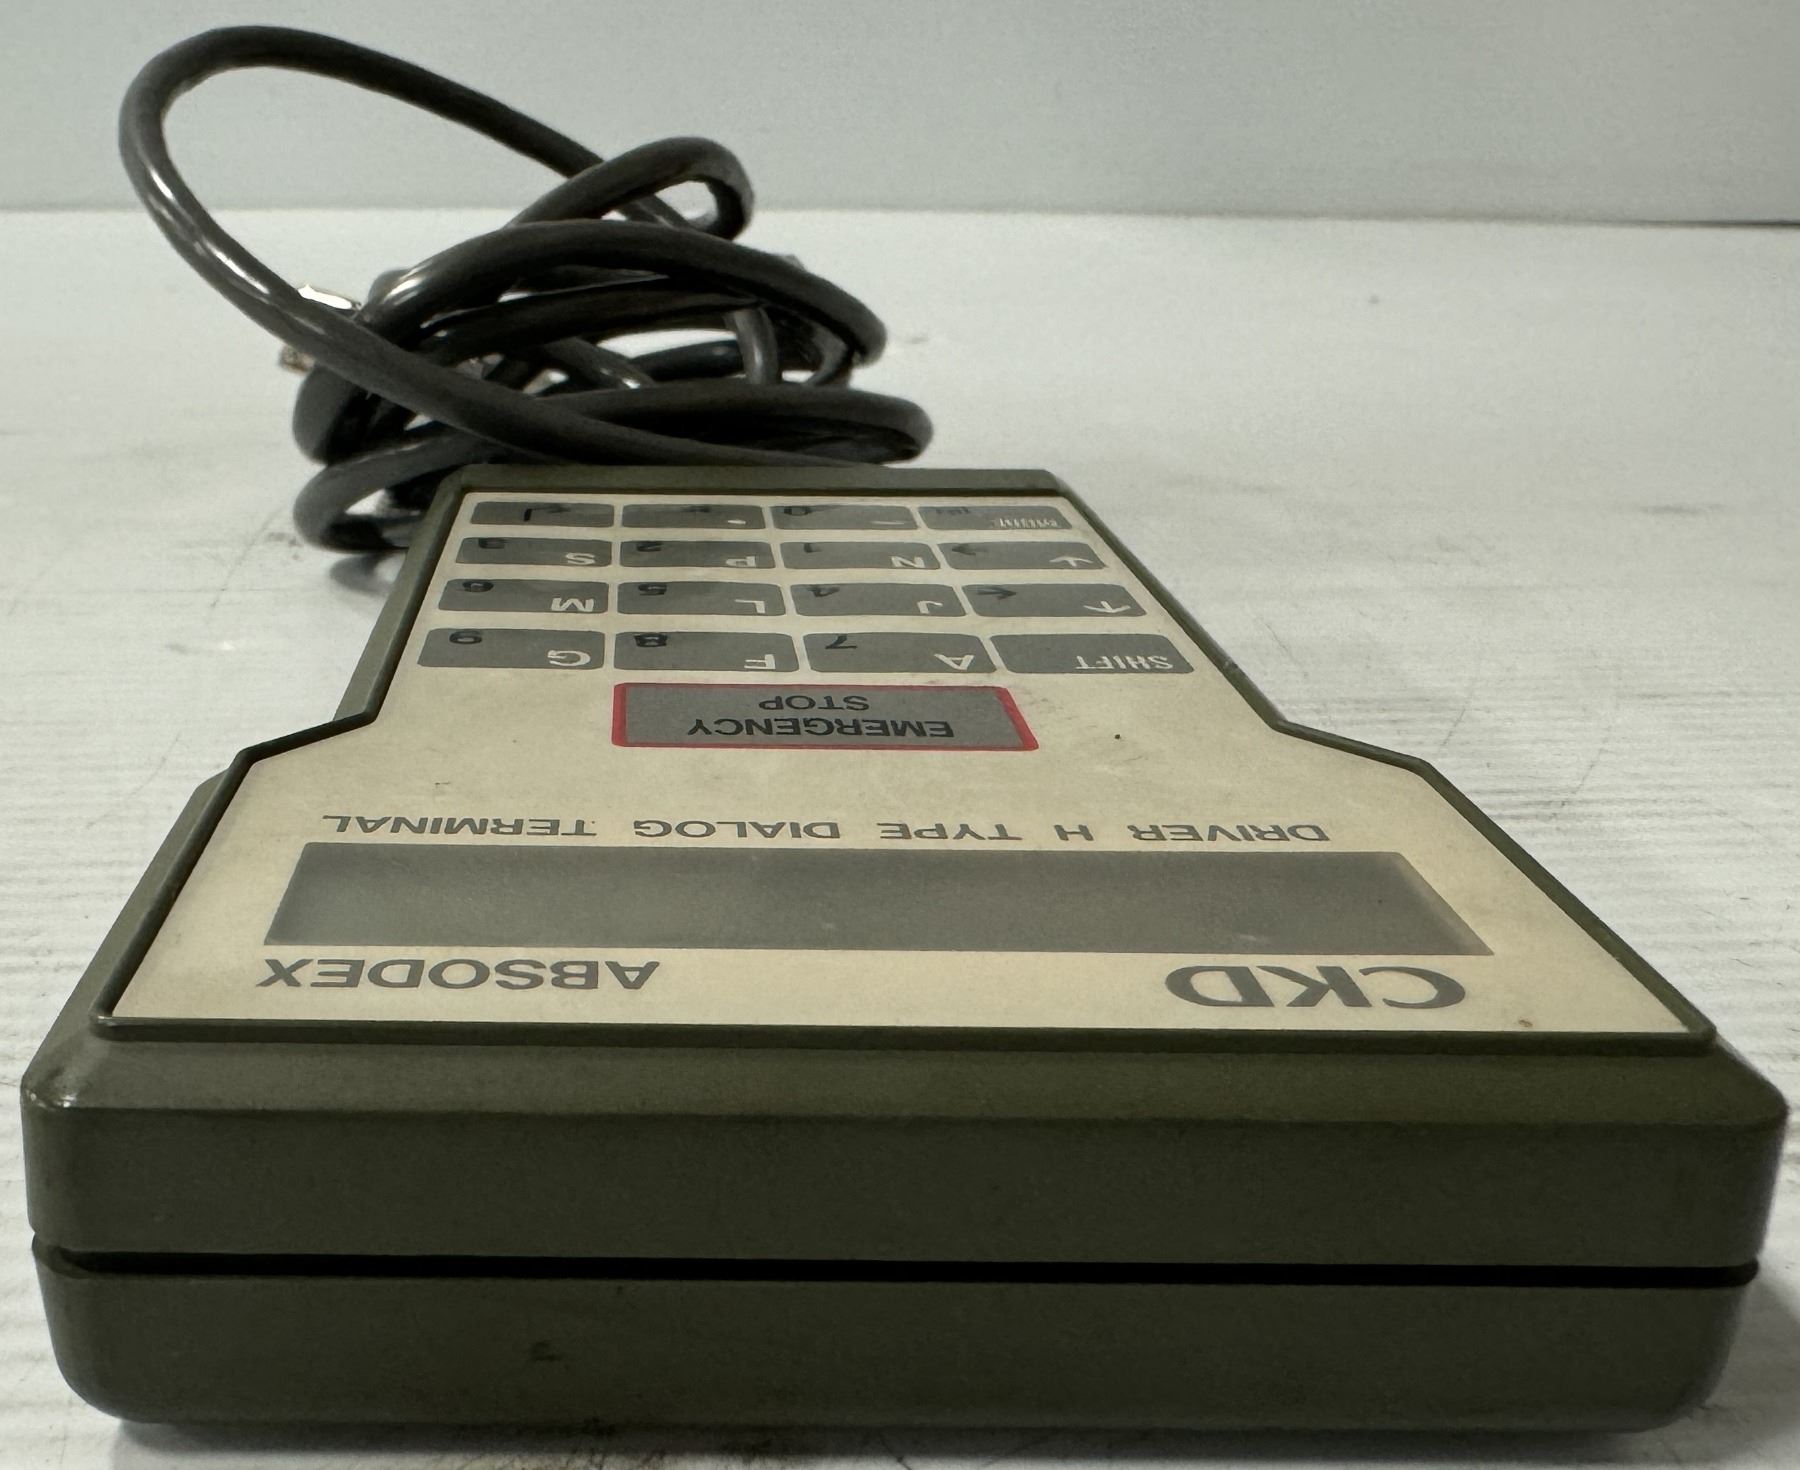 CKD ABSODEX
DRIVER H TYPE DIALOG TERMINAL
EMERGENCY
STOP
SHIFT A 7 F 8 G 9
J 4 L 5 M 6
N 1 P 2 S 3
NUM. - 0 .